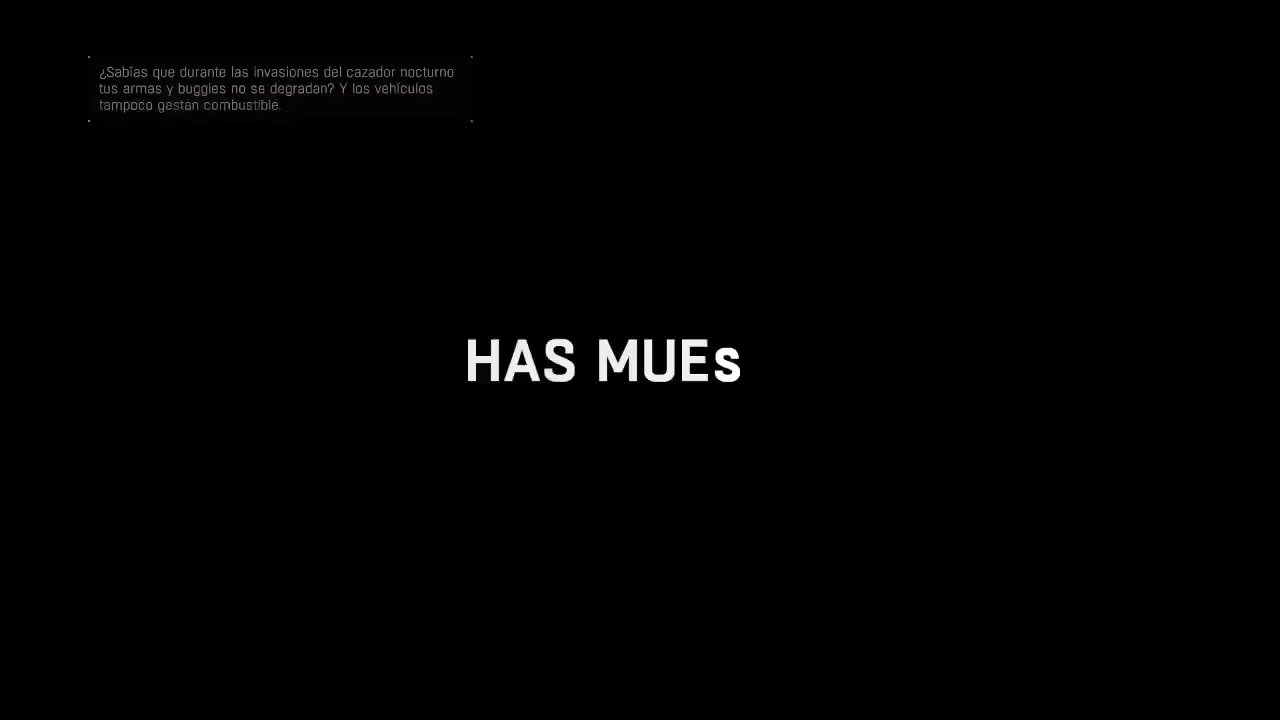 ¿Sabías que durante las invasiones del cazador nocturno
tus armas y buggies no se degradan? Y los vehículos
tampoco gastan combustible.
HAS MUEs